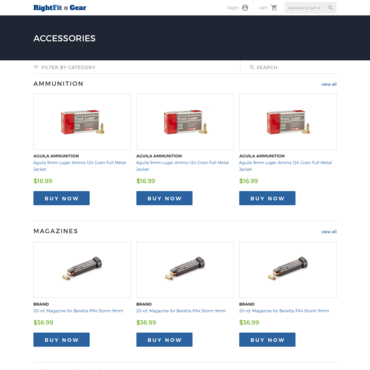 RightFit Gear
login
cart
ACCESSORIES
FILTER BY CATEGORY
SEARCH
AMMUNITION
view all
AGUILA AMMUNITION
Aguila 9mm Luger Ammo 124 Grain Full Metal
Jacket
$16.99
BUY NOW
AGUILA AMMUNITION
Aguila 9mm Luger Ammo 124 Grain Full Metal
Jacket
$16.99
BUY NOW
AGUILA AMMUNITION
Aguila 9mm Luger Ammo 124 Grain Full Metal
Jacket
$16.99
BUY NOW
MAGAZINES
view all
BRAND
20 rd. Magazine for Beretta PX4 Storm 9mm
$36.99
BUY NOW
BRAND
20 rd. Magazine for Beretta PX4 Storm 9mm
$36.99
BUY NOW
BRAND
20 rd. Magazine for Beretta PX4 Storm 9mm
$36.99
BUY NOW